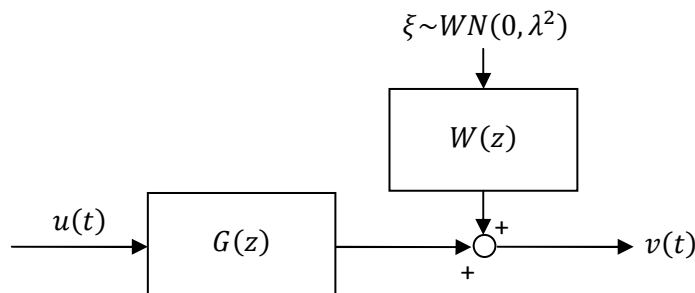 ξ~WN(0, λ²)
W(z)
u(t)
G(z)
+
+
v(t)